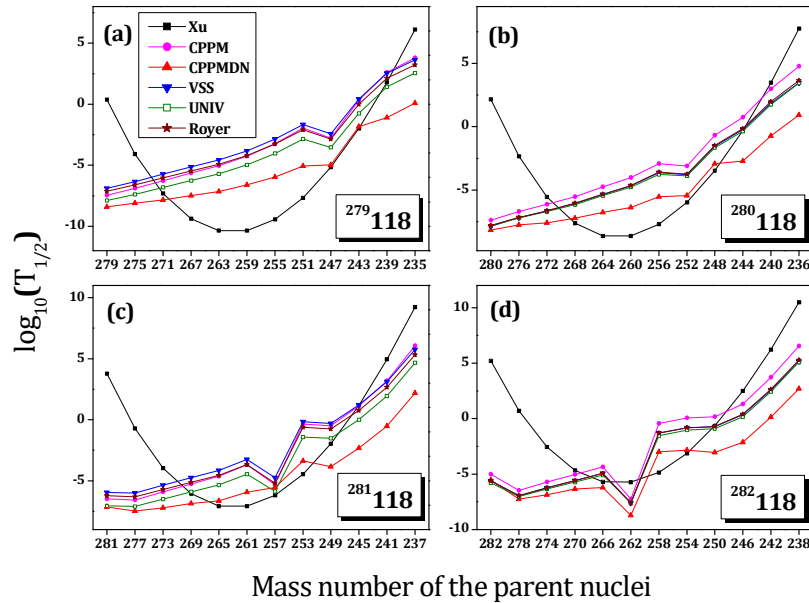 (a)
Xu
CPPM
CPPMDN
VSS
UNIV
Royer
5
0
-5
-10
279 275 271 267 263 259 255 251 247 243 239 235
²⁷⁹118
(b)
5
0
-5
280 276 272 268 264 260 256 252 248 244 240 236
²⁸⁰118
(c)
10
5
0
-5
281 277 273 269 265 261 257 253 249 245 241 237
²⁸¹118
(d)
10
5
0
-5
-10
282 278 274 270 266 262 258 254 250 246 242 238
²⁸²118
log₁₀(T₁/₂)
Mass number of the parent nuclei